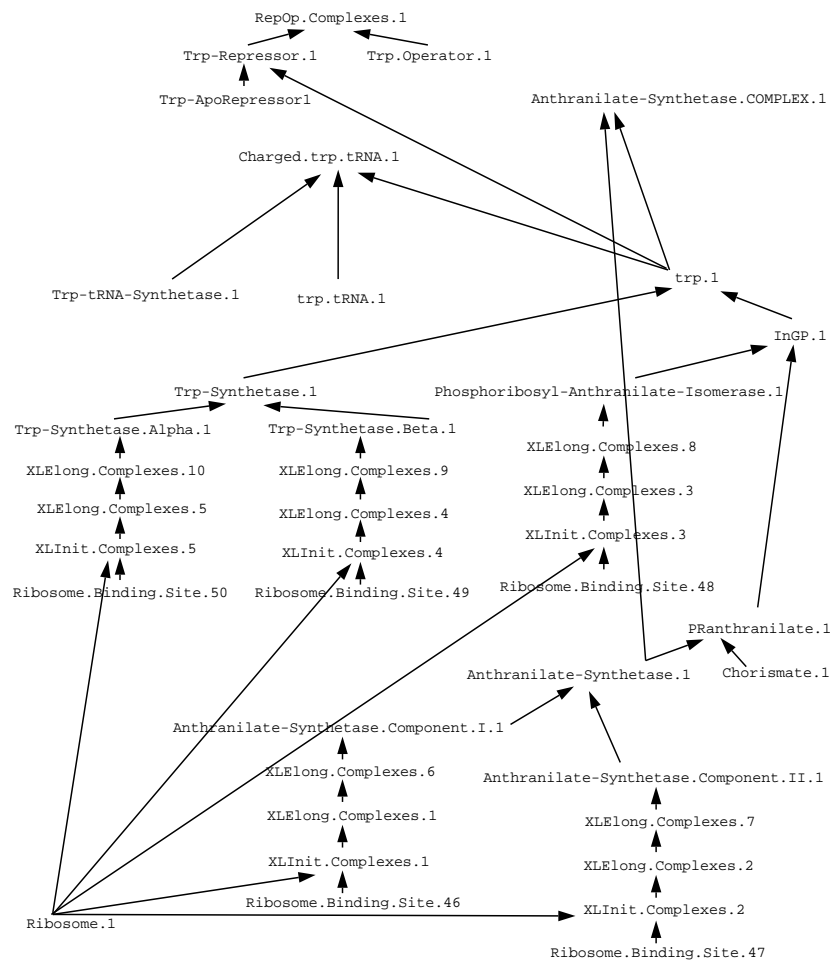 RepOp.Complexes.1
Trp-Repressor.1
Trp.Operator.1
Trp-ApoRepressor1
Anthranilate-Synthetase.COMPLEX.1
Charged.trp.tRNA.1
trp.1
Trp-tRNA-Synthetase.1
trp.tRNA.1
InGP.1
Trp-Synthetase.1
Phosphoribosyl-Anthranilate-Isomerase.1
Trp-Synthetase.Alpha.1
Trp-Synthetase.Beta.1
XLElong.Complexes.8
XLElong.Complexes.10
XLElong.Complexes.9
XLElong.Complexes.3
XLElong.Complexes.5
XLElong.Complexes.4
XLInit.Complexes.3
XLInit.Complexes.5
XLInit.Complexes.4
Ribosome.Binding.Site.48
Ribosome.Binding.Site.50
Ribosome.Binding.Site.49
PRanthranilate.1
Anthranilate-Synthetase.1
Chorismate.1
Anthranilate-Synthetase.Component.I.1
XLElong.Complexes.6
Anthranilate-Synthetase.Component.II.1
XLElong.Complexes.1
XLElong.Complexes.7
XLInit.Complexes.1
XLElong.Complexes.2
Ribosome.Binding.Site.46
XLInit.Complexes.2
Ribosome.1
Ribosome.Binding.Site.47